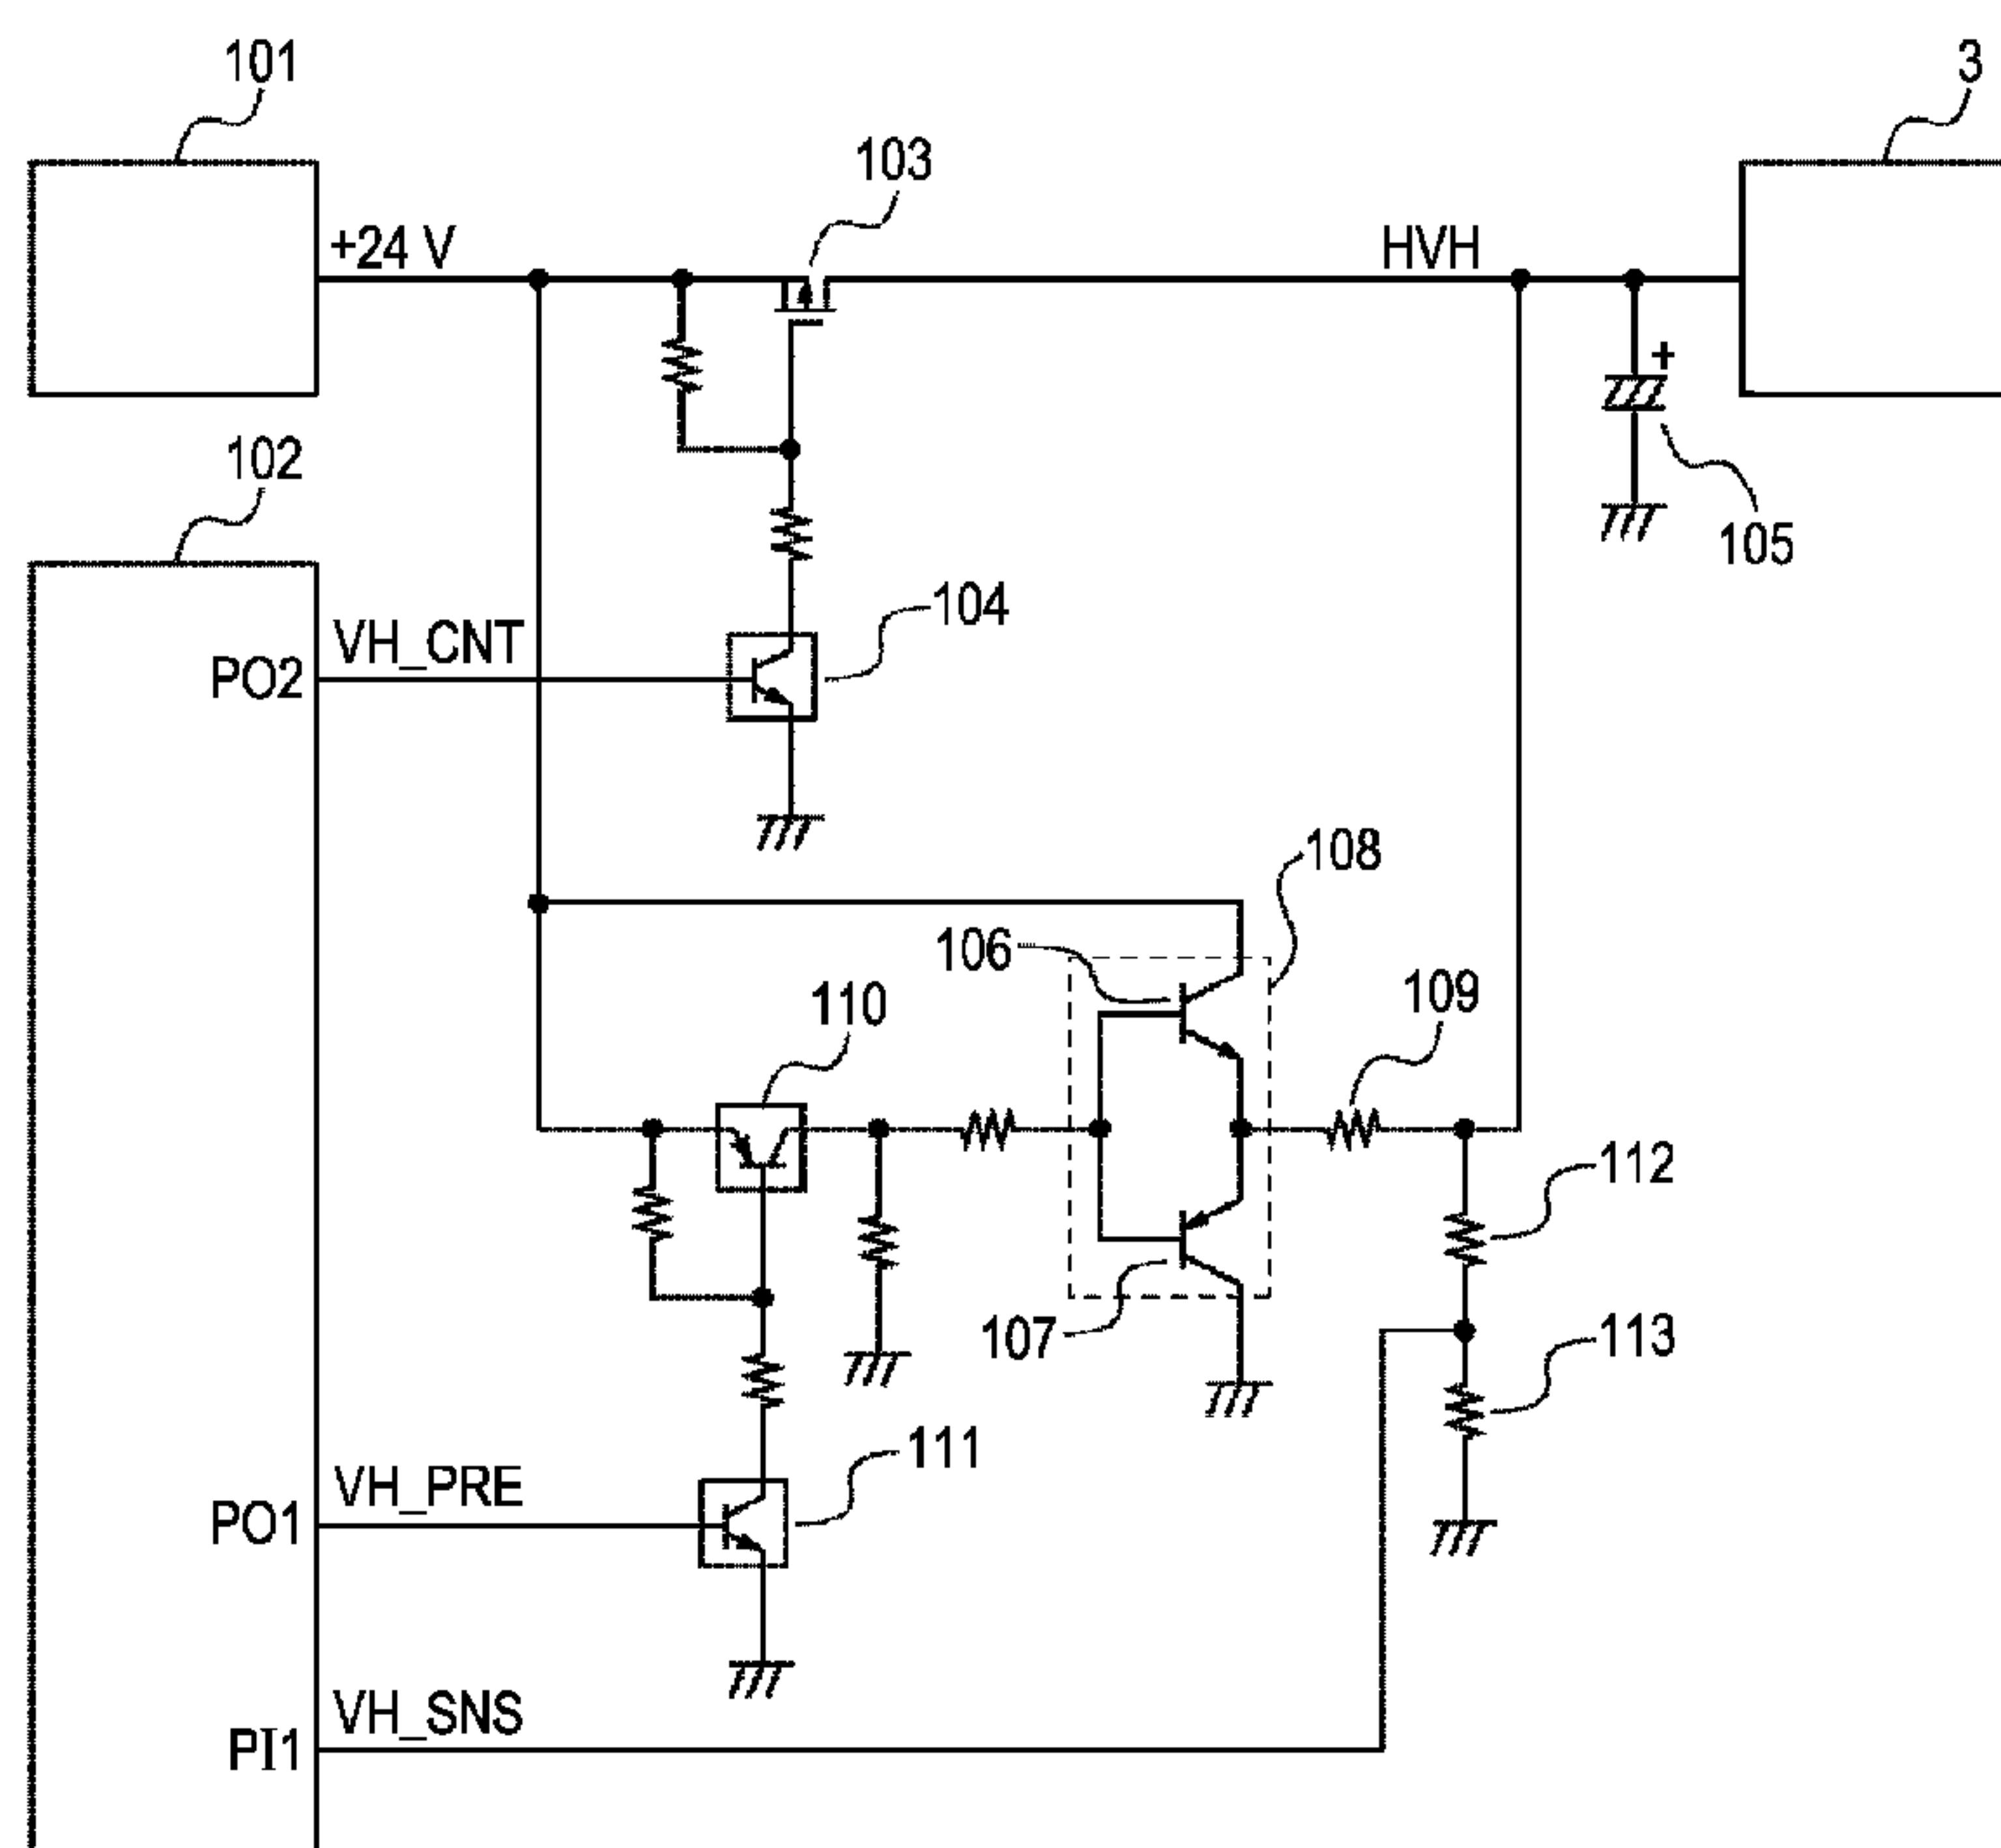 101
3
103
+24 V
HVH
+
102
105
104
VH_CNT
PO2
108
106
109
110
112
107
113
111
VH_PRE
PO1
VH_SNS
PI1